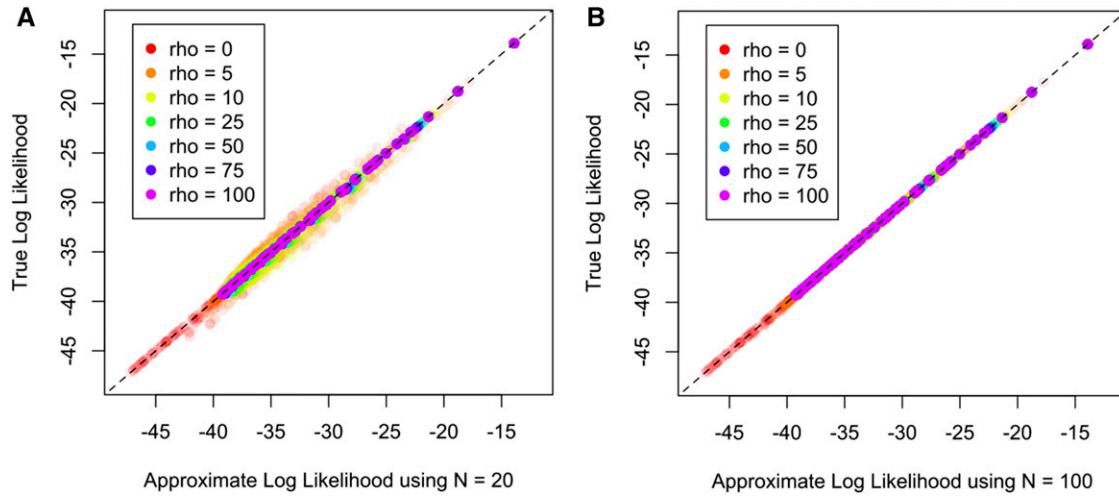 A
rho = 0
rho = 5
rho = 10
rho = 25
rho = 50
rho = 75
rho = 100
True Log Likelihood
-15
-20
-25
-30
-35
-40
-45
-45 -40 -35 -30 -25 -20 -15
Approximate Log Likelihood using N = 20
B
rho = 0
rho = 5
rho = 10
rho = 25
rho = 50
rho = 75
rho = 100
True Log Likelihood
-15
-20
-25
-30
-35
-40
-45
-45 -40 -35 -30 -25 -20 -15
Approximate Log Likelihood using N = 100